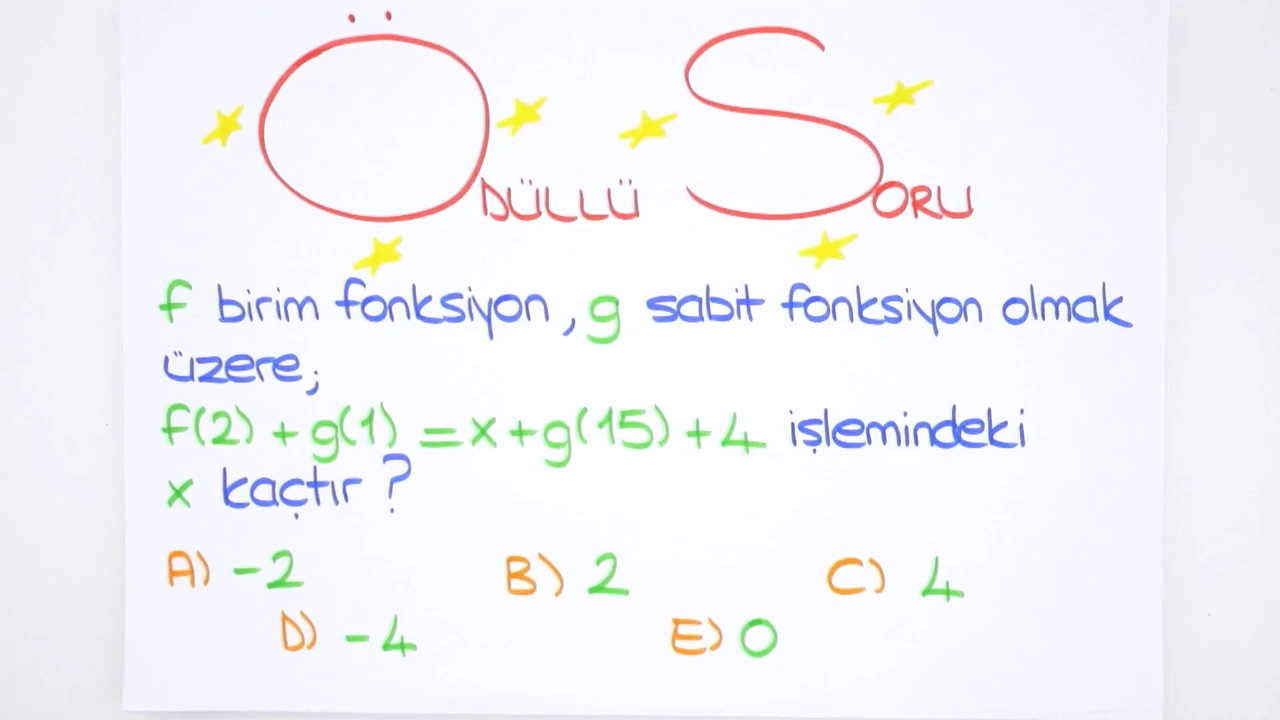 ÖDÜLLÜ SORU
f birim fonksiyon, g sabit fonksiyon olmak
üzere;
f(2) + g(1) = x + g(15) + 4 işlemindeki
x kaçtır ?
A) -2 B) 2 C) 4
D) -4 E) 0